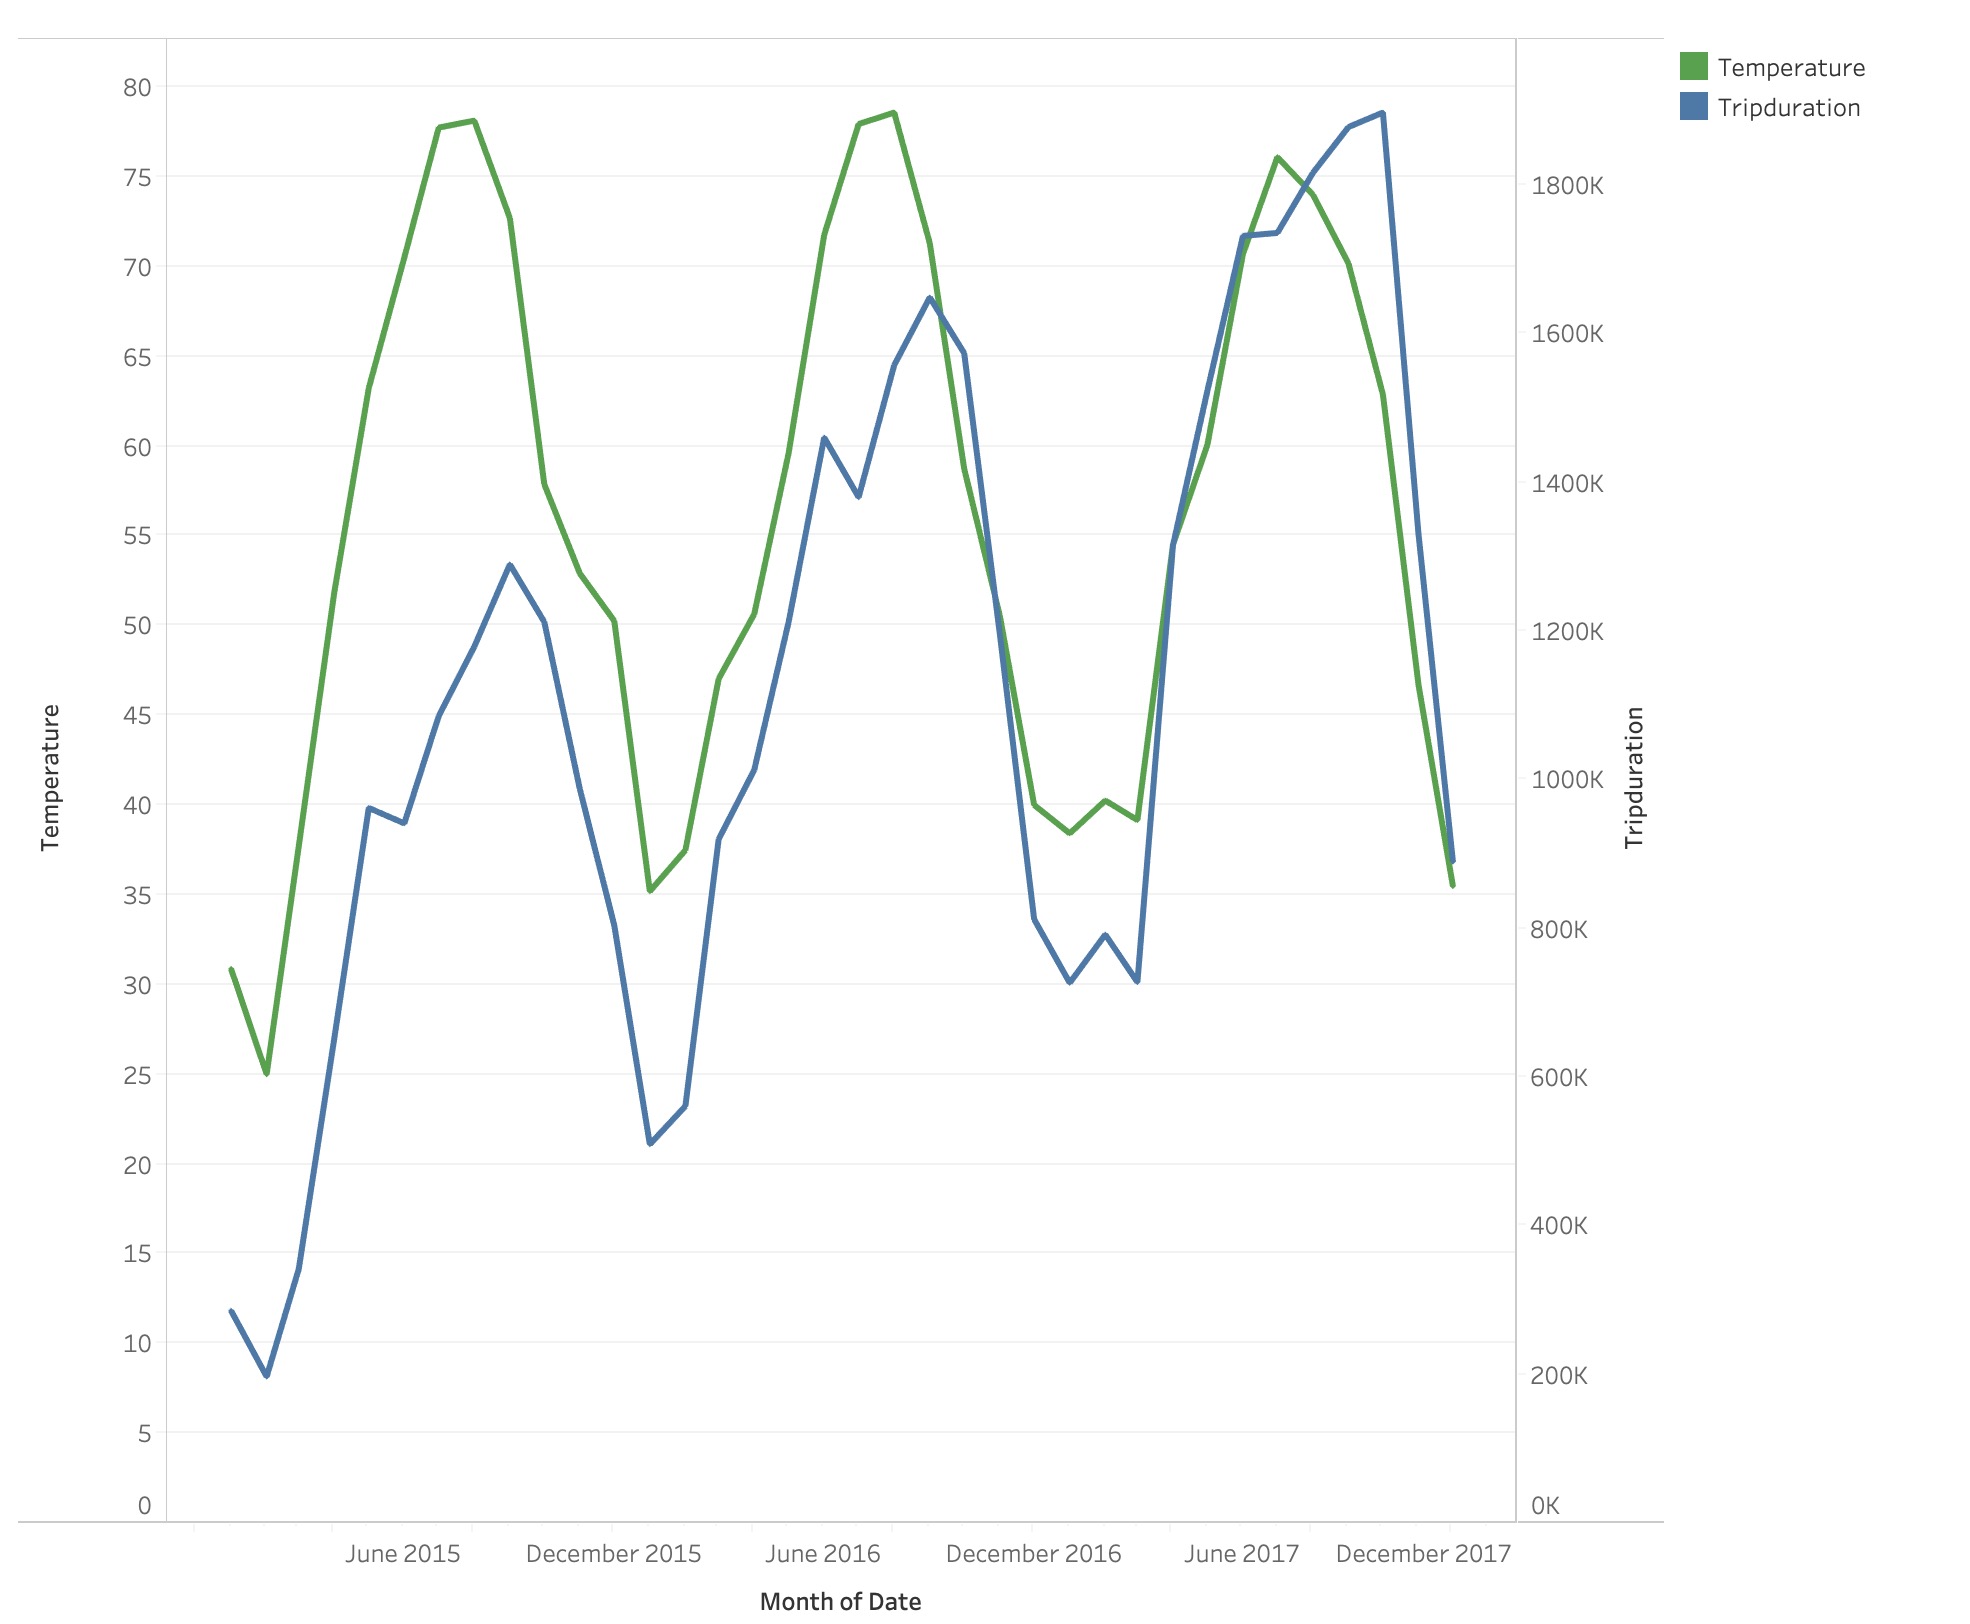 Temperature
Tripduration
80
75
70
65
60
55
50
45
40
35
30
25
20
15
10
5
0
Temperature
1800K
1600K
1400K
1200K
1000K
800K
600K
400K
200K
0K
Tripduration
June 2015 December 2015 June 2016 December 2016 June 2017 December 2017
Month of Date